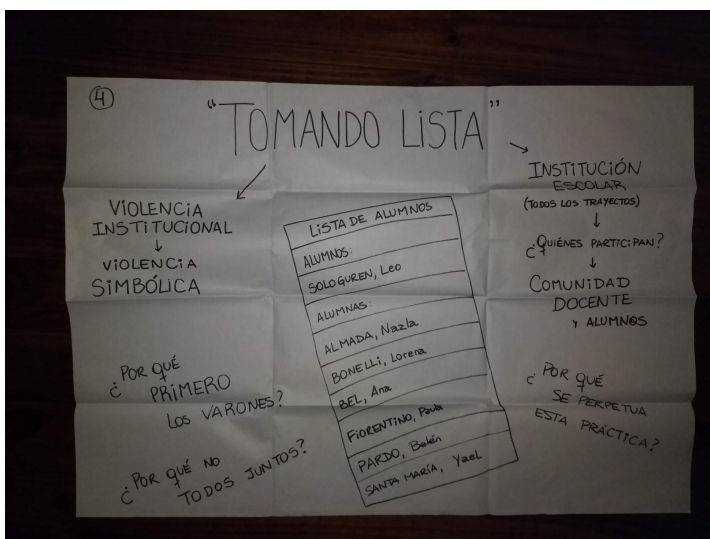 4
"TOMANDO LISTA"
VIOLENCIA
INSTITUCIONAL
↓
VIOLENCIA
SIMBÓLICA
¿POR QUÉ
PRIMERO
LOS VARONES?
¿POR QUÉ NO
TODOS JUNTOS?
LISTA DE ALUMNOS
ALUMNOS:
SOLOGUREN, Leo
ALUMNAS:
ALMADA, Nazla
BONELLI, Lorena
BEL, Ana
FIORENTINO, Paula
PARDO, Belén
SANTA MARÍA, Yael
INSTITUCIÓN
ESCOLAR
(TODOS LOS TRAYECTOS)
↓
¿QUIÉNES PARTICIPAN?
↓
COMUNIDAD
DOCENTE
Y ALUMN@S
¿POR QUÉ
SE PERPETUA
ESTA PRÁCTICA?